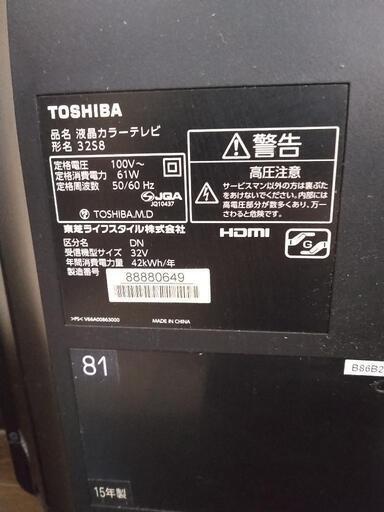 TOSHIBA
品名 液晶カラーテレビ
形名 32S8
定格電圧 100V～
定格消費電力 61W
定格周波数 50/60 Hz
JQA
JQ10437
TOSHIBA.M.D
東芝ライフスタイル株式会社
区分名 DN
受信機型サイズ 32V
年間消費電力量 42kWh/年
製造番号
88880649
>PS< V66A00863000
MADE IN CHINA
警告
高圧注意
サービスマン以外の方は裏ぶた
をあけないでください。内部には
高電圧部分が数多くあり、万一
さわると危険です。
HDMI
G
81
B86B2
15年製